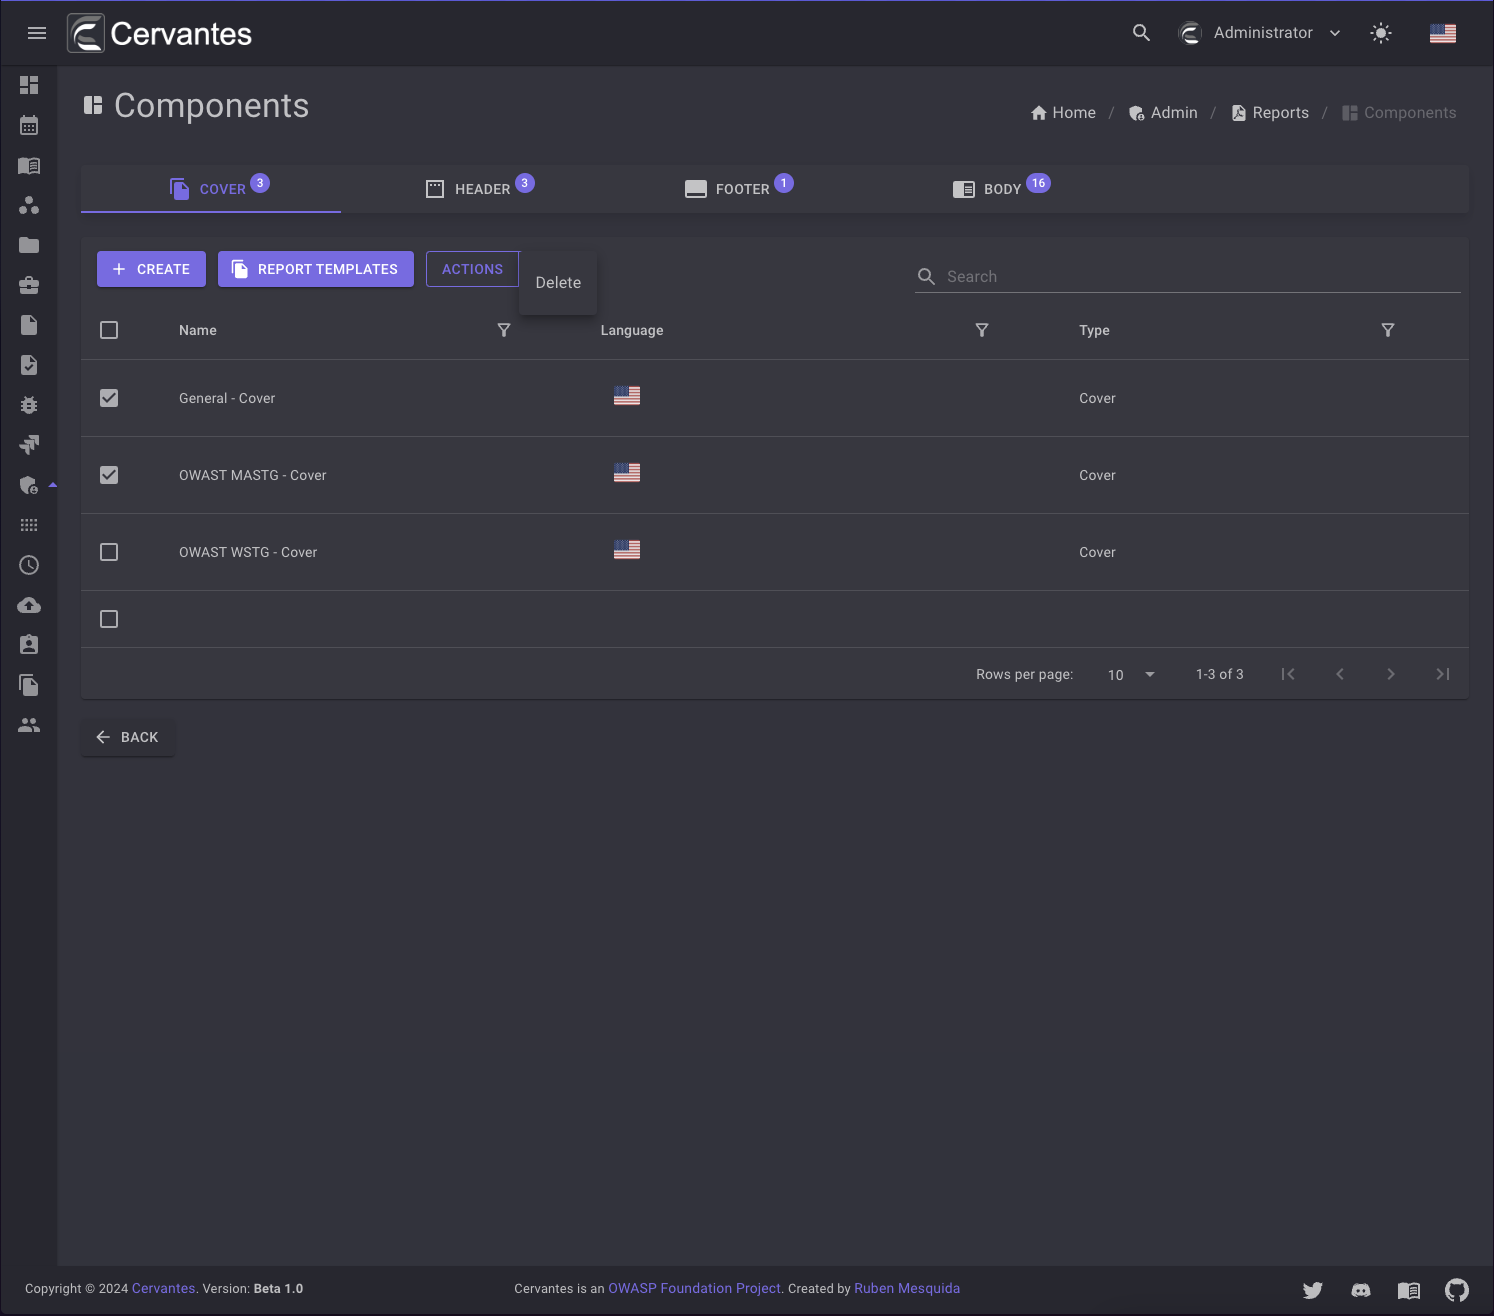 Cervantes
Administrator
Components
Home / Admin / Reports / Components
COVER 3
HEADER 3
FOOTER 1
BODY 16
CREATE
REPORT TEMPLATES
ACTIONS
Delete
Search
Name Language Type
General - Cover Cover
OWAST MASTG - Cover Cover
OWAST WSTG - Cover Cover
Rows per page: 10 1-3 of 3
BACK
Copyright © 2024 Cervantes. Version: Beta 1.0
Cervantes is an OWASP Foundation Project. Created by Ruben Mesquida